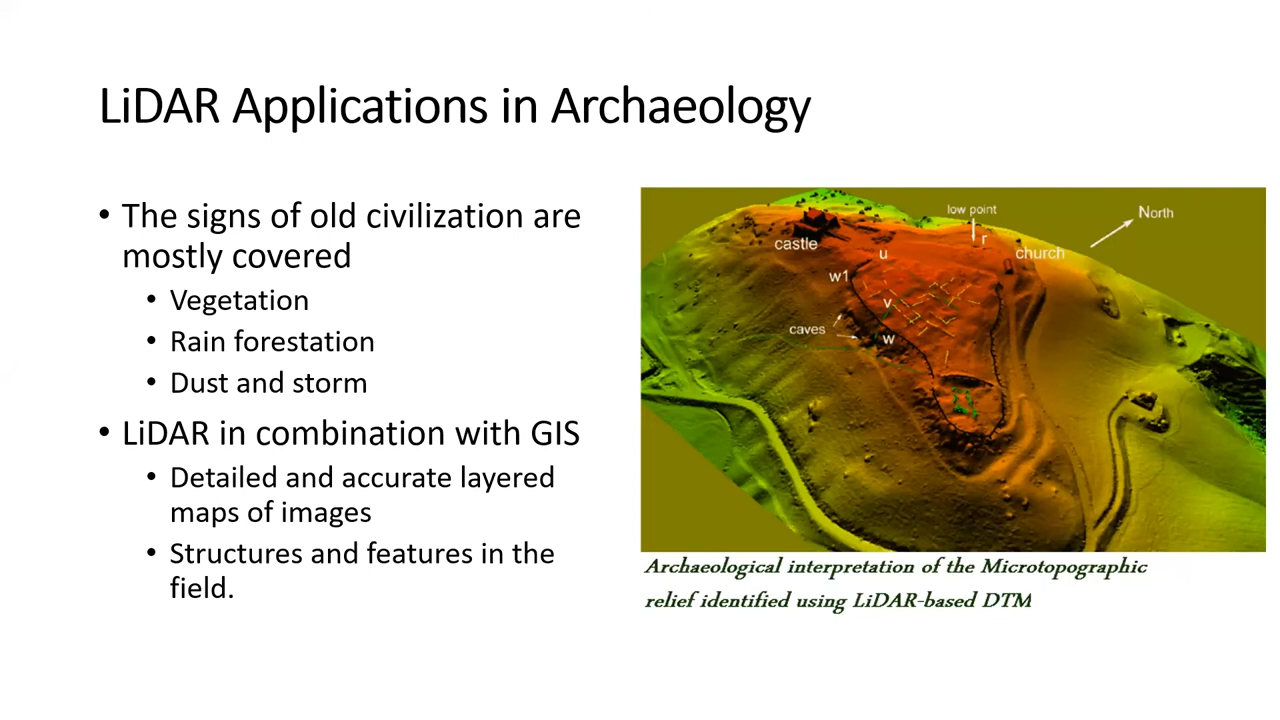 LiDAR Applications in Archaeology
• The signs of old civilization are
mostly covered
• Vegetation
• Rain forestation
• Dust and storm
• LiDAR in combination with GIS
• Detailed and accurate layered
maps of images
• Structures and features in the
field.
low point
North
castle
u
r
church
w1
v
caves
w
Archaeological interpretation of the Microtopographic
relief identified using LiDAR-based DTM